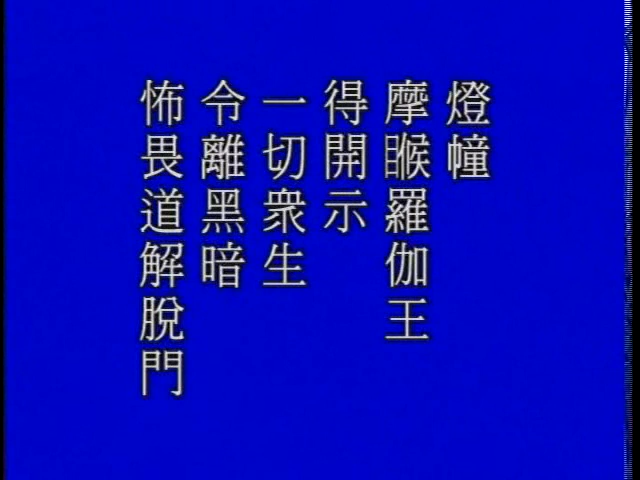 燈幢
摩睺羅伽王
得開示
一切衆生
令離黑暗
怖畏道解脫門